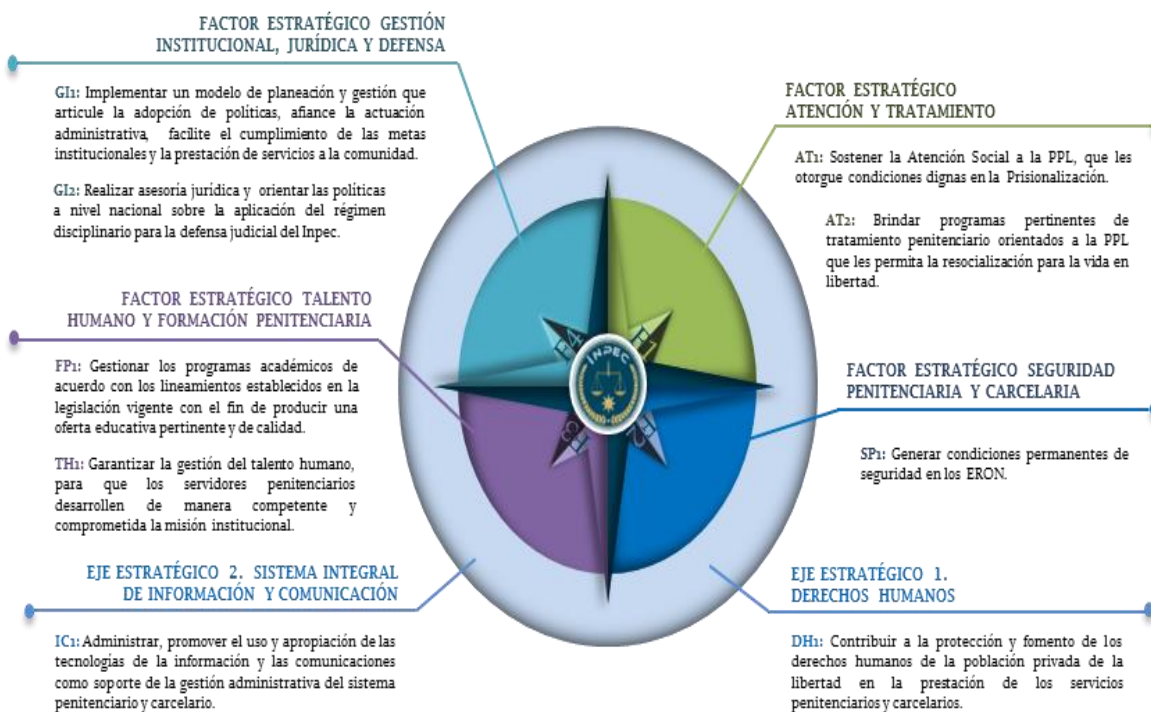 FACTOR ESTRATÉGICO GESTIÓN
INSTITUCIONAL, JURÍDICA Y DEFENSA
GI1: Implementar un modelo de planeación y gestión que
articule la adopción de políticas, afiance la actuación
administrativa, facilite el cumplimiento de las metas
institucionales y la prestación de servicios a la comunidad.
GI2: Realizar asesoría jurídica y orientar las políticas
a nivel nacional sobre la aplicación del régimen
disciplinario para la defensa judicial del Inpec.
FACTOR ESTRATÉGICO TALENTO
HUMANO Y FORMACIÓN PENITENCIARIA
FP1: Gestionar los programas académicos de
acuerdo con los lineamientos establecidos en la
legislación vigente con el fin de producir una
oferta educativa pertinente y de calidad.
TH1: Garantizar la gestión del talento humano,
para que los servidores penitenciarios
desarrollen de manera competente y
comprometida la misión institucional.
EJE ESTRATÉGICO 2. SISTEMA INTEGRAL
DE INFORMACIÓN Y COMUNICACIÓN
IC1: Administrar, promover el uso y apropiación de las
tecnologías de la información y las comunicaciones
como soporte de la gestión administrativa del sistema
penitenciario y carcelario.
4
1
INPEC
3
2
FACTOR ESTRATÉGICO
ATENCIÓN Y TRATAMIENTO
AT1: Sostener la Atención Social a la PPL, que les
otorgue condiciones dignas en la Prisionalización.
AT2: Brindar programas pertinentes de
tratamiento penitenciario orientados a la PPL
que les permita la resocialización para la vida en
libertad.
FACTOR ESTRATÉGICO SEGURIDAD
PENITENCIARIA Y CARCELARIA
SP1: Generar condiciones permanentes de
seguridad en los ERON.
EJE ESTRATÉGICO 1.
DERECHOS HUMANOS
DH1: Contribuir a la protección y fomento de los
derechos humanos de la población privada de la
libertad en la prestación de los servicios
penitenciarios y carcelarios.